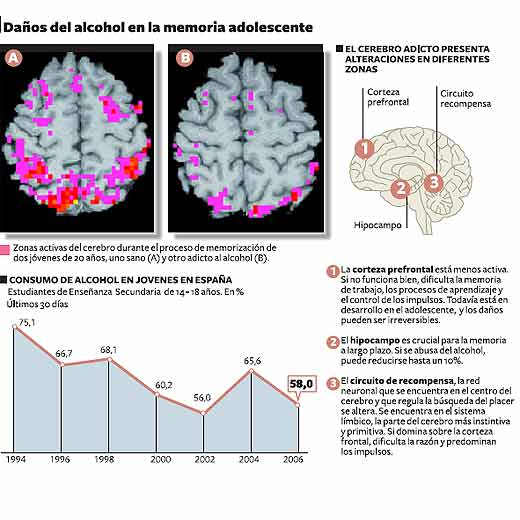 Daños del alcohol en la memoria adolescente
A
B
Zonas activas del cerebro durante el proceso de memorización de
dos jóvenes de 20 años, uno sano (A) y otro adicto al alcohol (B).
EL CEREBRO ADICTO PRESENTA
ALTERACIONES EN DIFERENTES
ZONAS
Corteza
prefrontal
Circuito
recompensa
1
2
3
Hipocampo
CONSUMO DE ALCOHOL EN JOVENES EN ESPAÑA
Estudiantes de Enseñanza Secundaria de 14-18 años. En %
Últimos 30 días
75,1
66,7
68,1
60,2
56,0
65,6
58,0
1994
1996
1998
2000
2002
2004
2006
1 La corteza prefrontal está menos activa.
Si no funciona bien, dificulta la memoria
de trabajo, los procesos de aprendizaje y
el control de los impulsos. Todavía está en
desarrollo en el adolescente, y los daños
pueden ser irreversibles.
2 El hipocampo es crucial para la memoria
a largo plazo. Si se abusa del alcohol,
puede reducirse hasta un 10%.
3 El circuito de recompensa, la red
neuronal que se encuentra en el centro del
cerebro y que regula la búsqueda del placer
se altera. Se encuentra en el sistema
límbico, la parte del cerebro más instintiva
y primitiva. Si domina sobre la corteza
frontal, dificulta la razón y predominan
los impulsos.